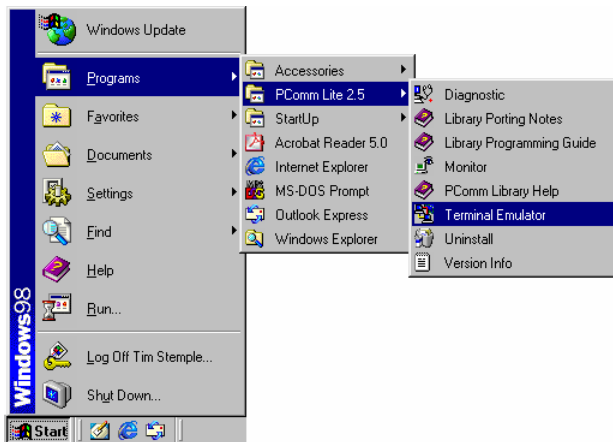 Windows Update
Programs
Favorites
Documents
Settings
Find
Help
Run...
Log Off Tim Stemple...
Shut Down...
Windows98
Start
Accessories
PComm Lite 2.5
StartUp
Acrobat Reader 5.0
Internet Explorer
MS-DOS Prompt
Outlook Express
Windows Explorer
Diagnostic
Library Porting Notes
Library Programming Guide
Monitor
PComm Library Help
Terminal Emulator
Uninstall
Version Info